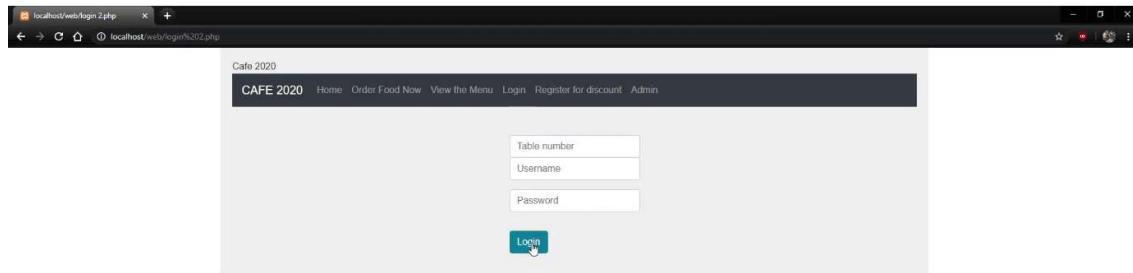 localhost/web/login 2.php
localhost/web/login%202.php
Cafe 2020
CAFE 2020 Home Order Food Now View the Menu Login Register for discount Admin
Table number
Username
Password
Login